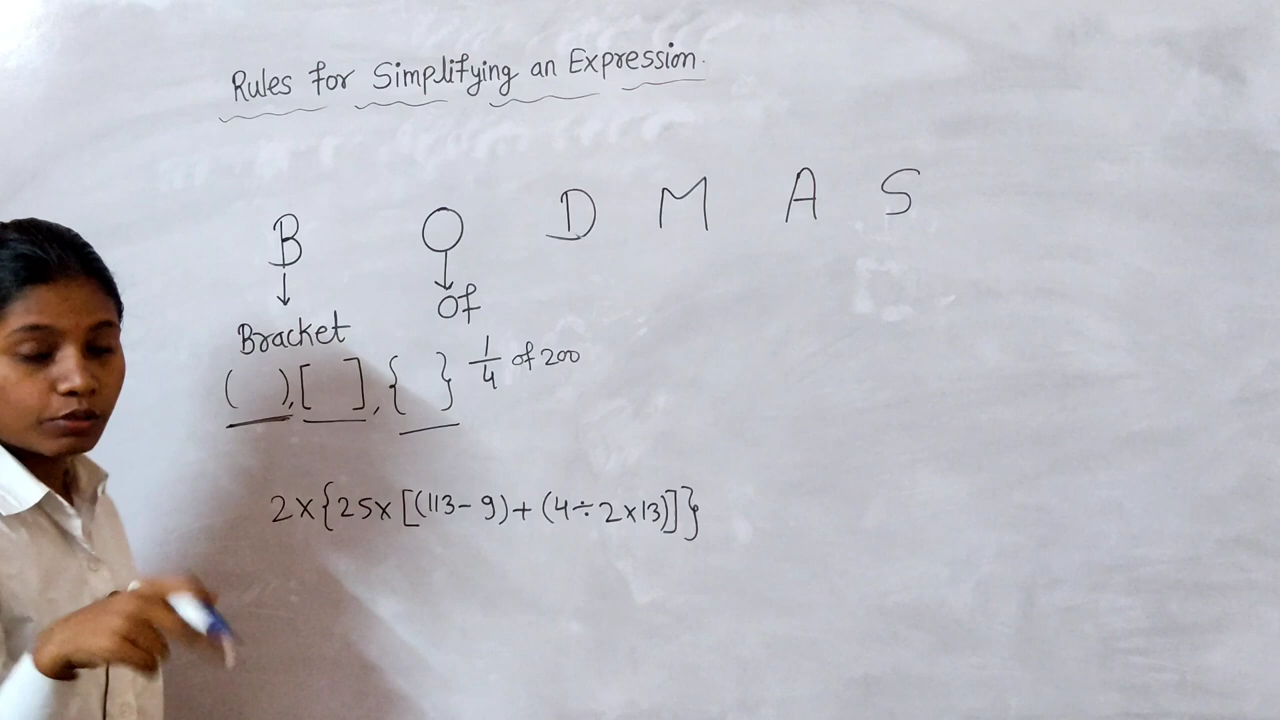 Rules for Simplifying an Expression.
B O D M A S
↓ ↓
Bracket Of
( ), [ ], { } 1/4 of 200
2×{25×[(113-9)+(4÷2×13)]}